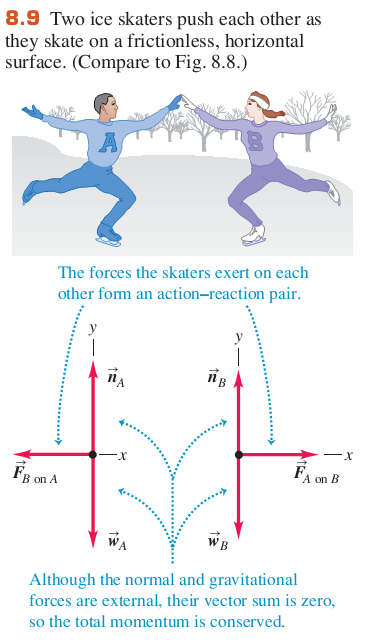 8.9 Two ice skaters push each other as
they skate on a frictionless, horizontal
surface. (Compare to Fig. 8.8.)
A
B
The forces the skaters exert on each
other form an action–reaction pair.
y
y
n⃗A
n⃗B
x
x
F⃗B on A
F⃗A on B
w⃗A
w⃗B
Although the normal and gravitational
forces are external, their vector sum is zero,
so the total momentum is conserved.